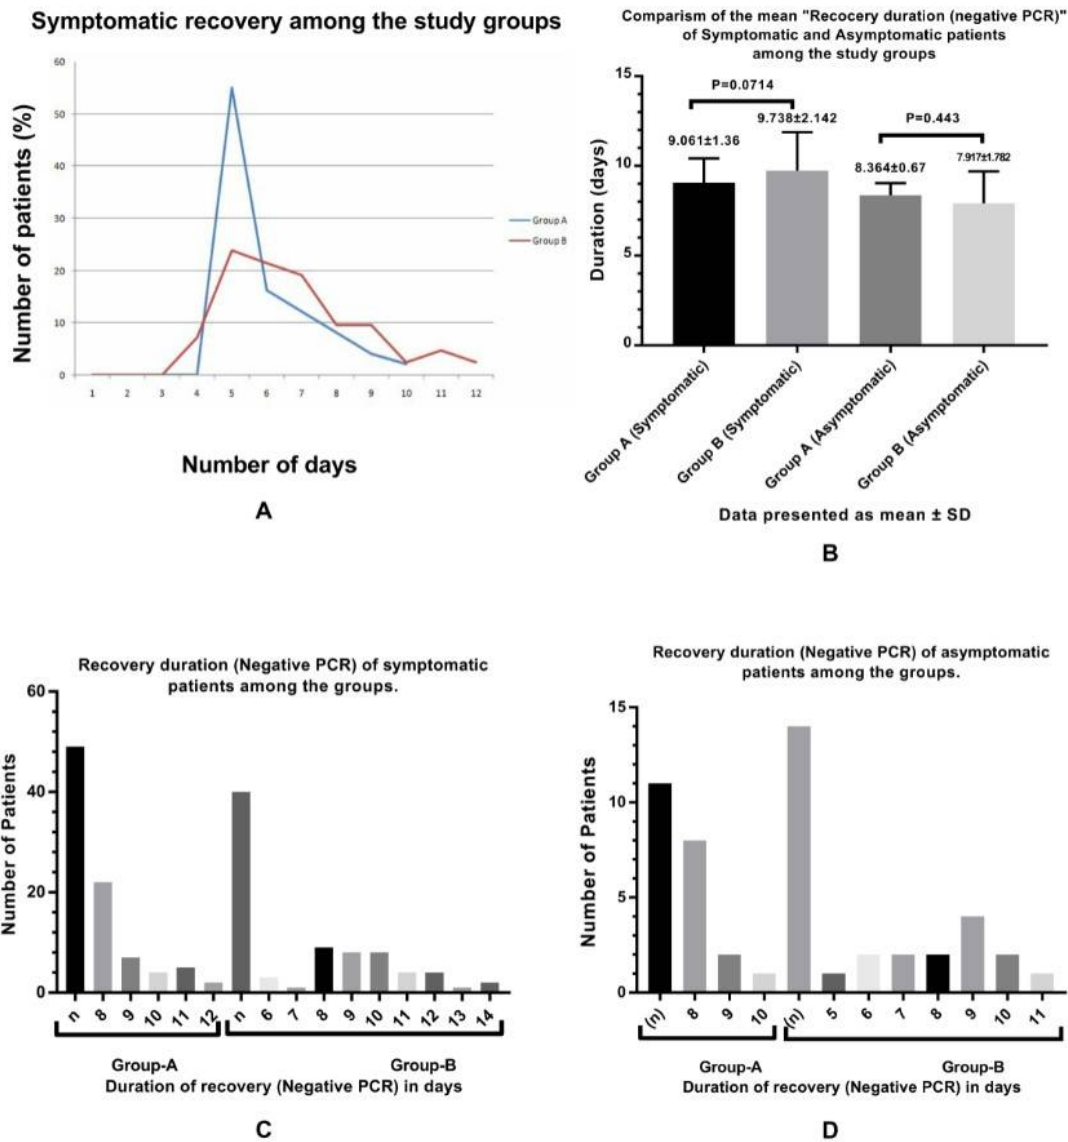 Symptomatic recovery among the study groups
Number of patients (%)
60
50
40
30
20
10
0
1 2 3 4 5 6 7 8 9 10 11 12
Group A
Group B
Number of days
A
Comparism of the mean "Recocery duration (negative PCR)"
of Symptomatic and Asymptomatic patients
among the study groups
Duration (days)
15
10
5
0
P=0.0714
9.061±1.36
9.738±2.142
P=0.443
8.364±0.67
7.917±1.782
Group A (Symptomatic)
Group B (Symptomatic)
Group A (Asymptomatic)
Group B (Asymptomatic)
Data presented as mean ± SD
B
Recovery duration (Negative PCR) of symptomatic
patients among the groups.
Number of Patients
60
40
20
0
n 8 9 10 11 12 n 6 7 8 9 10 11 12 13 14
Group-A Group-B
Duration of recovery (Negative PCR) in days
C
Recovery duration (Negative PCR) of asymptomatic
patients among the groups.
Number of Patients
15
10
5
0
(n) 8 9 10 (n) 5 6 7 8 9 10 11
Group-A Group-B
Duration of recovery (Negative PCR) in days
D